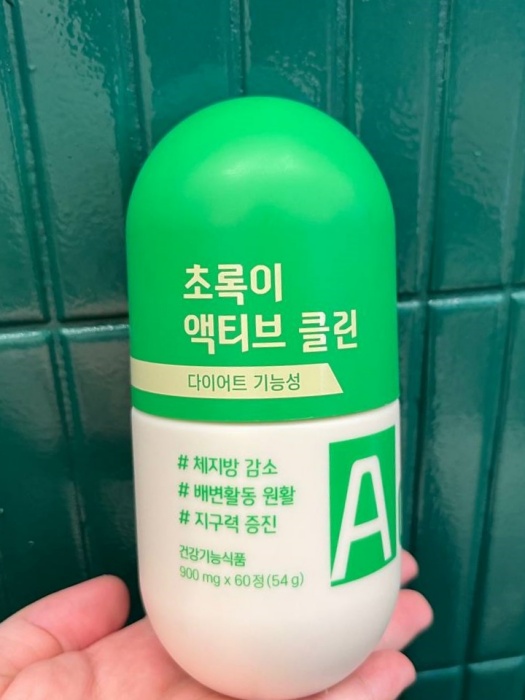 초록이
액티브 클린
다이어트 기능성
# 체지방 감소
# 배변활동 원활
# 지구력 증진
건강기능식품
900 mg x 60정 (54 g)
A